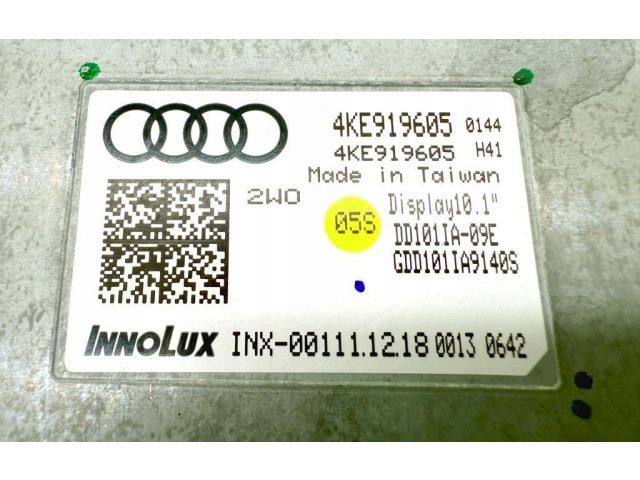 4KE919605 0144
4KE919605 H41
Made in Taiwan
2WO
05S
Display10.1"
DD101IA-09E
GDD101IA9140S
INNOLUX INX-00111.12.18 0013 0642